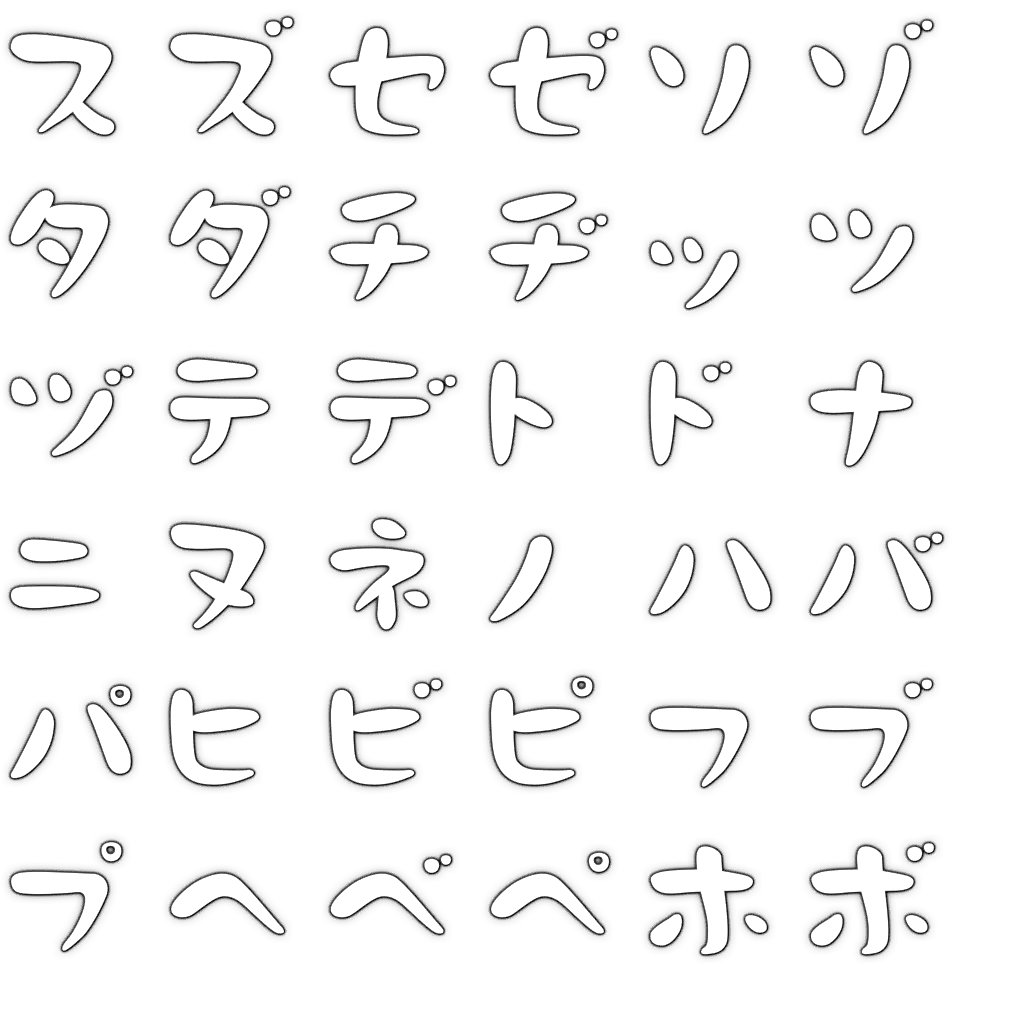 スズセゼソゾ
タダチヂッツ
ヅテデトドナ
ニヌネノハバ
パヒビピフブ
プヘベペホボ